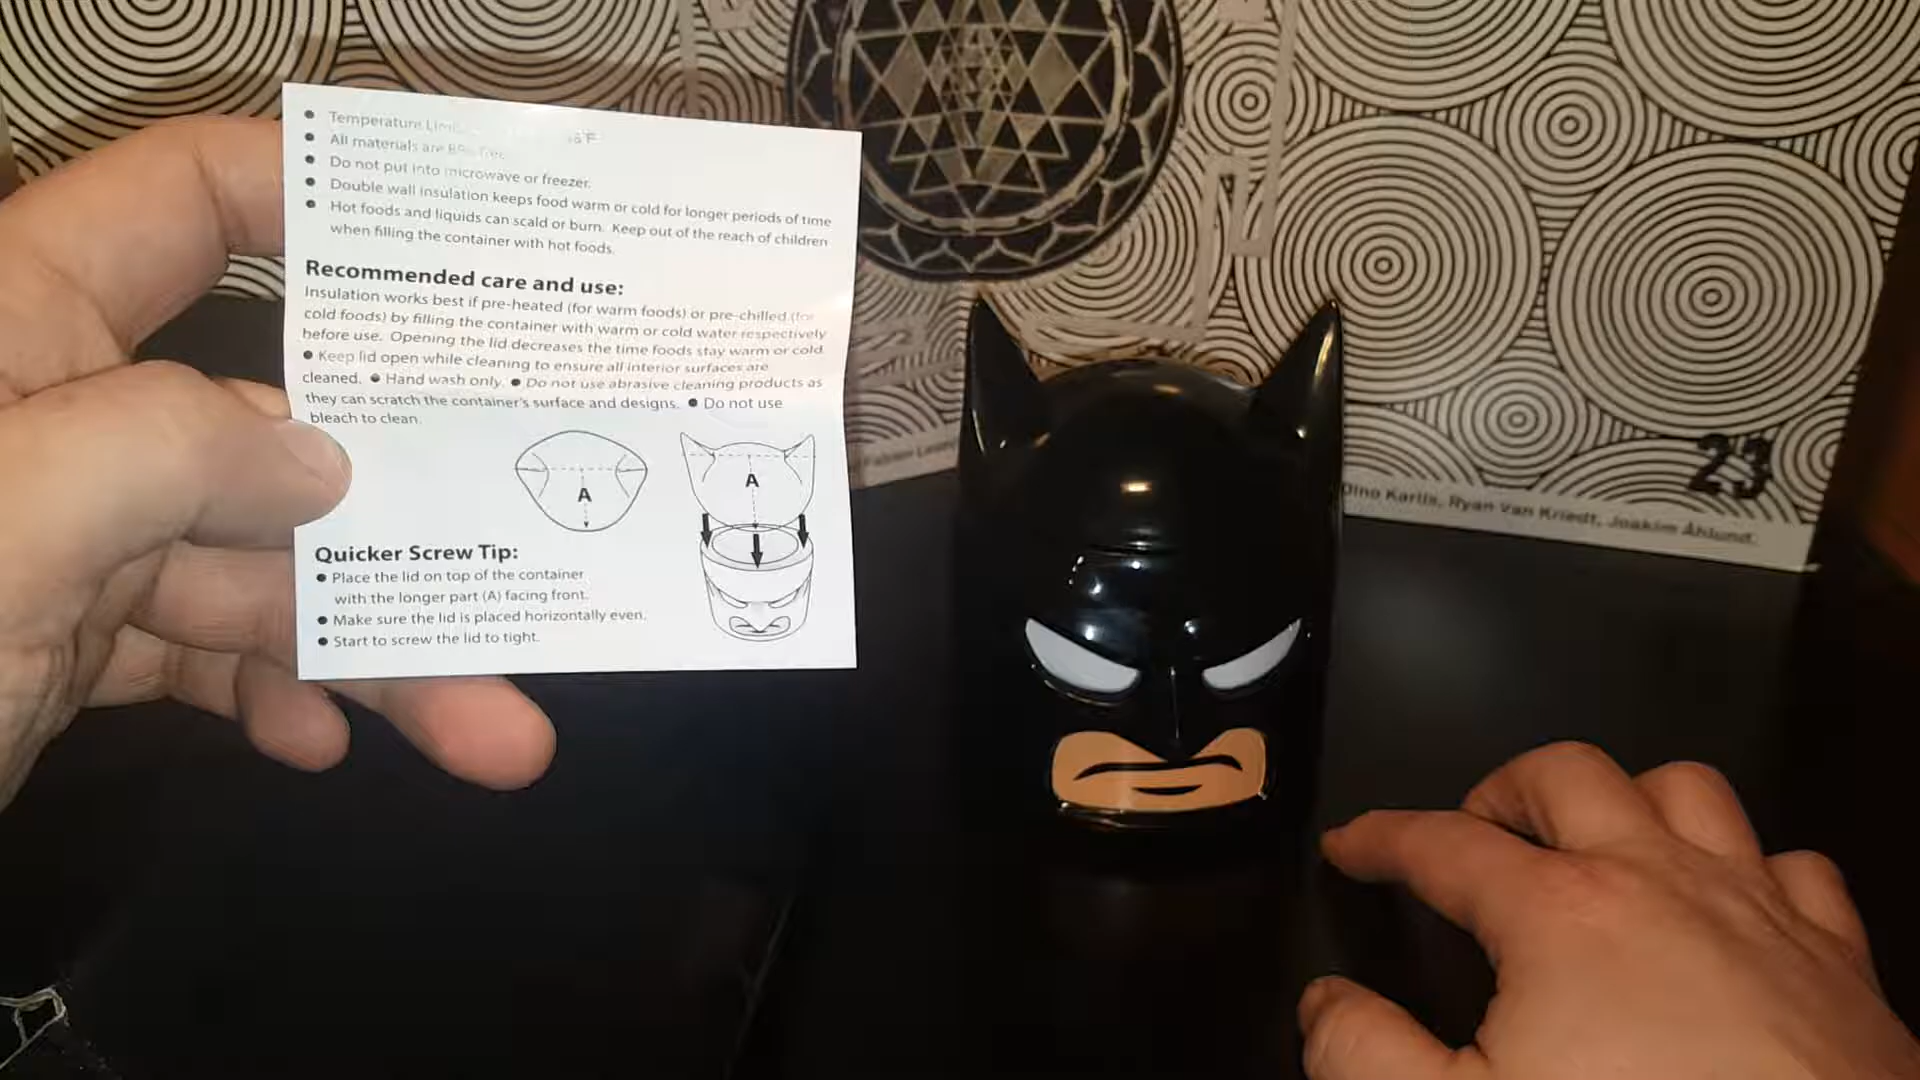 ● Temperature
● All materials are BPA Free
● Do not put into microwave or freezer.
● Double wall insulation keeps food warm or cold for longer periods of time
● Hot foods and liquids can scald or burn. Keep out of the reach of children
when filling the container with hot foods.
Recommended care and use:
Insulation works best if pre-heated (for warm foods) or pre-chilled (for
cold foods) by filling the container with warm or cold water respectively
before use. Opening the lid decreases the time foods stay warm or cold.
● Keep lid open while cleaning to ensure all interior surfaces are
cleaned. ● Hand wash only. ● Do not use abrasive cleaning products as
they can scratch the container's surface and designs. ● Do not use
bleach to clean.
A
A
Quicker Screw Tip:
● Place the lid on top of the container
with the longer part (A) facing front.
● Make sure the lid is placed horizontally even.
● Start to screw the lid to tight.
23
Dino Karlis, Ryan Van Kriedt, Joakim Åhlund.